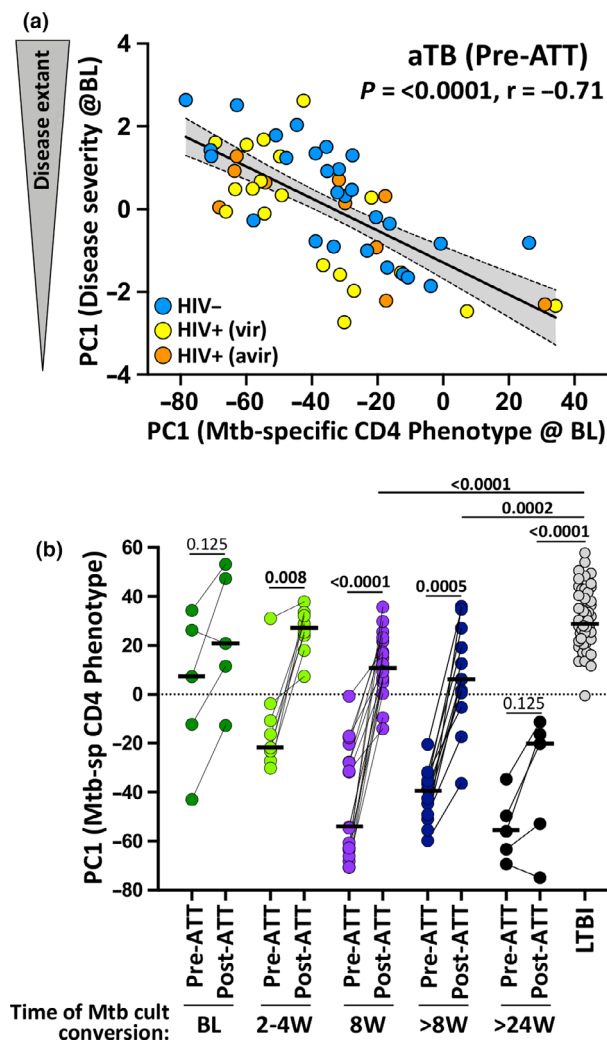 (a)
Disease extant
PC1 (Disease severity @BL)
4
2
0
−2
−4
aTB (Pre-ATT)
P = <0.0001, r = −0.71
HIV−
HIV+ (vir)
HIV+ (avir)
−80 −60 −40 −20 0 20 40
PC1 (Mtb-specific CD4 Phenotype @ BL)
(b)
<0.0001
0.0002
<0.0001
0.125
0.008
<0.0001
0.0005
0.125
PC1 (Mtb-sp CD4 Phenotype)
60
40
20
0
−20
−40
−60
−80
Pre-ATT
Post-ATT
Pre-ATT
Post-ATT
Pre-ATT
Post-ATT
Pre-ATT
Post-ATT
Pre-ATT
Post-ATT
LTBI
Time of Mtb cult
conversion:
BL 2-4W 8W >8W >24W